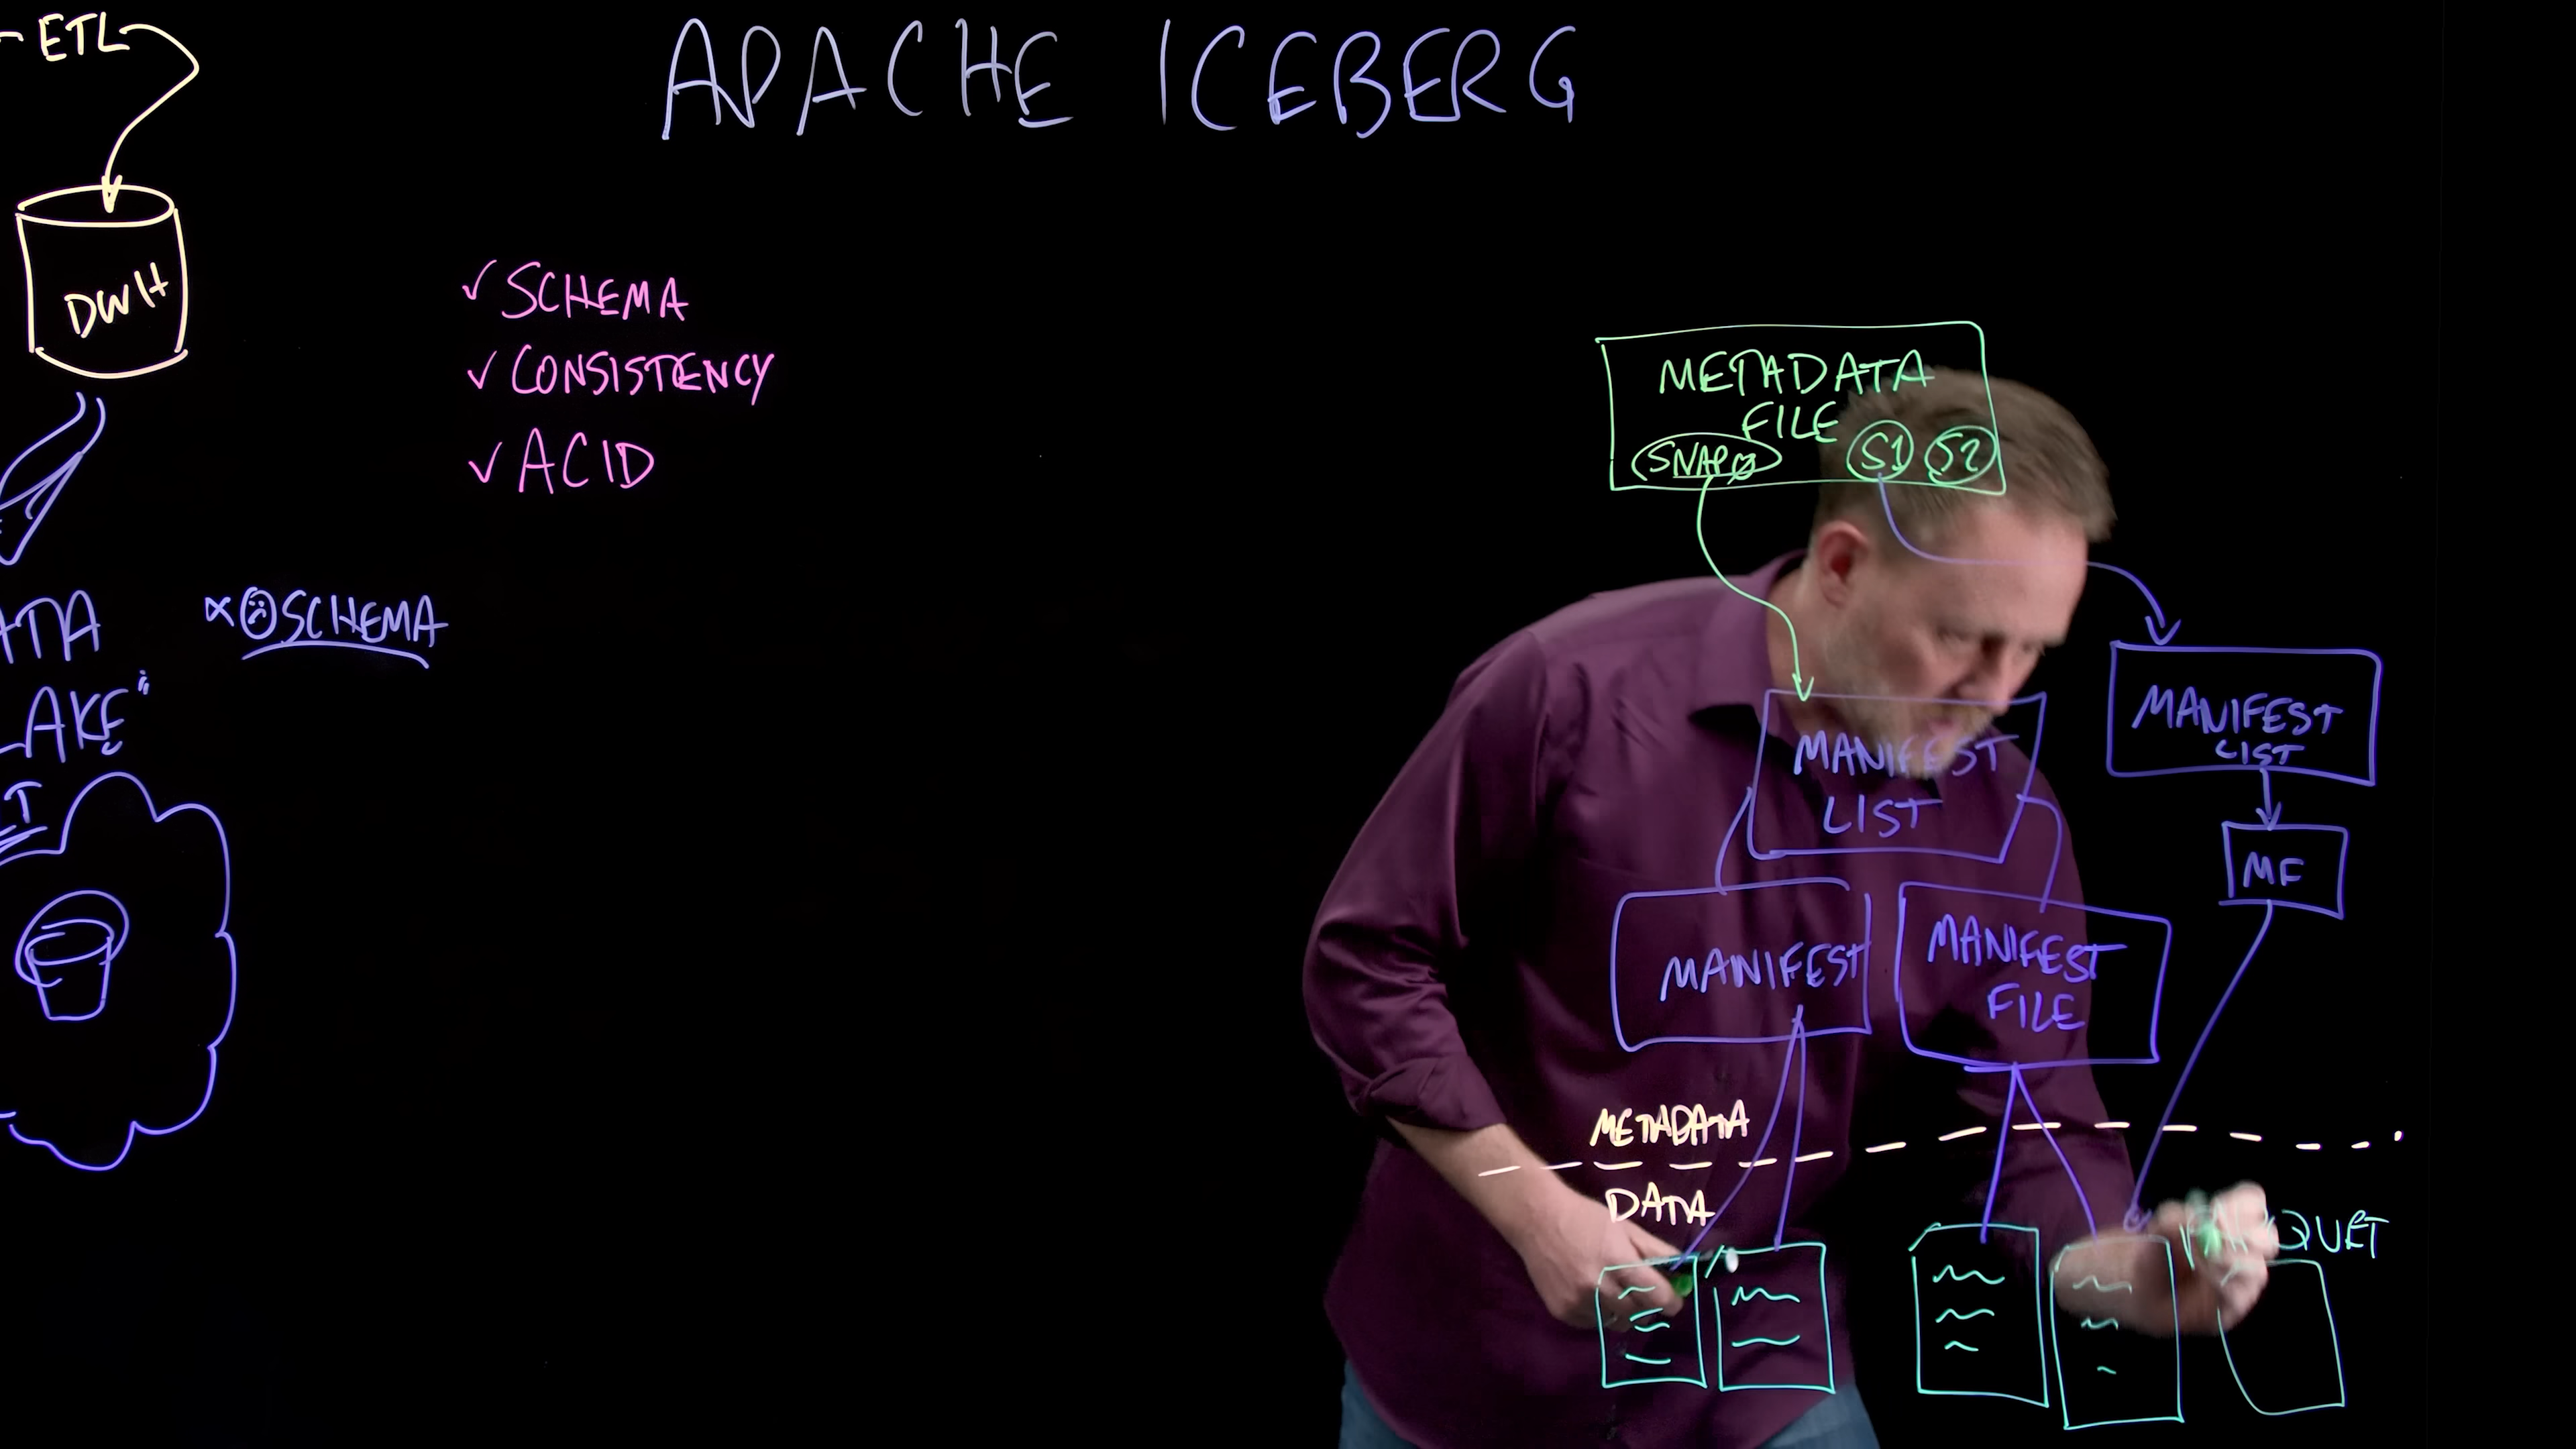 ETL
APACHE ICEBERG
DWH
✓ SCHEMA
✓ CONSISTENCY
✓ ACID
x ☹ SCHEMA
METADATA
FILE
SNAP0 S1 S2
MANIFEST
LIST
MANIFEST
LIST
MF
MANIFEST
MANIFEST
FILE
METADATA
DATA